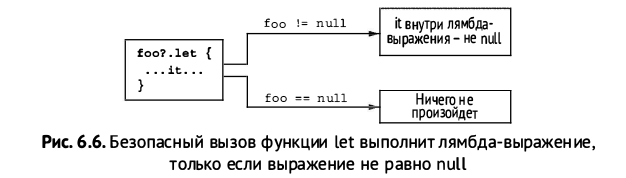 foo != null
it внутри лямбда-
выражения – не null
foo?.let {
...it...
}
foo == null
Ничего не
произойдет
Рис. 6.6. Безопасный вызов функции let выполнит лямбда-выражение,
только если выражение не равно null